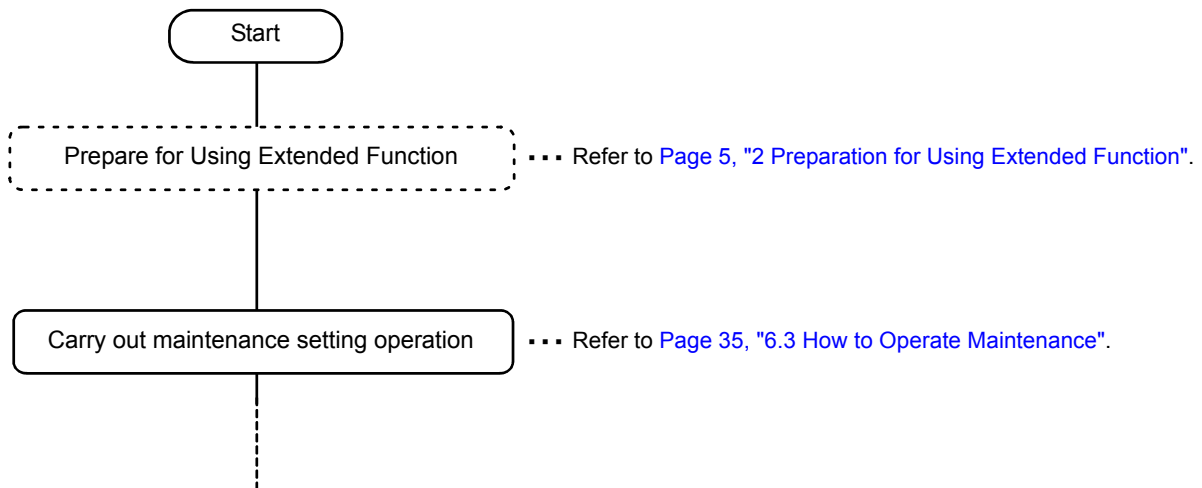 Start
Prepare for Using Extended Function
Refer to Page 5, "2 Preparation for Using Extended Function".
Carry out maintenance setting operation
Refer to Page 35, "6.3 How to Operate Maintenance".